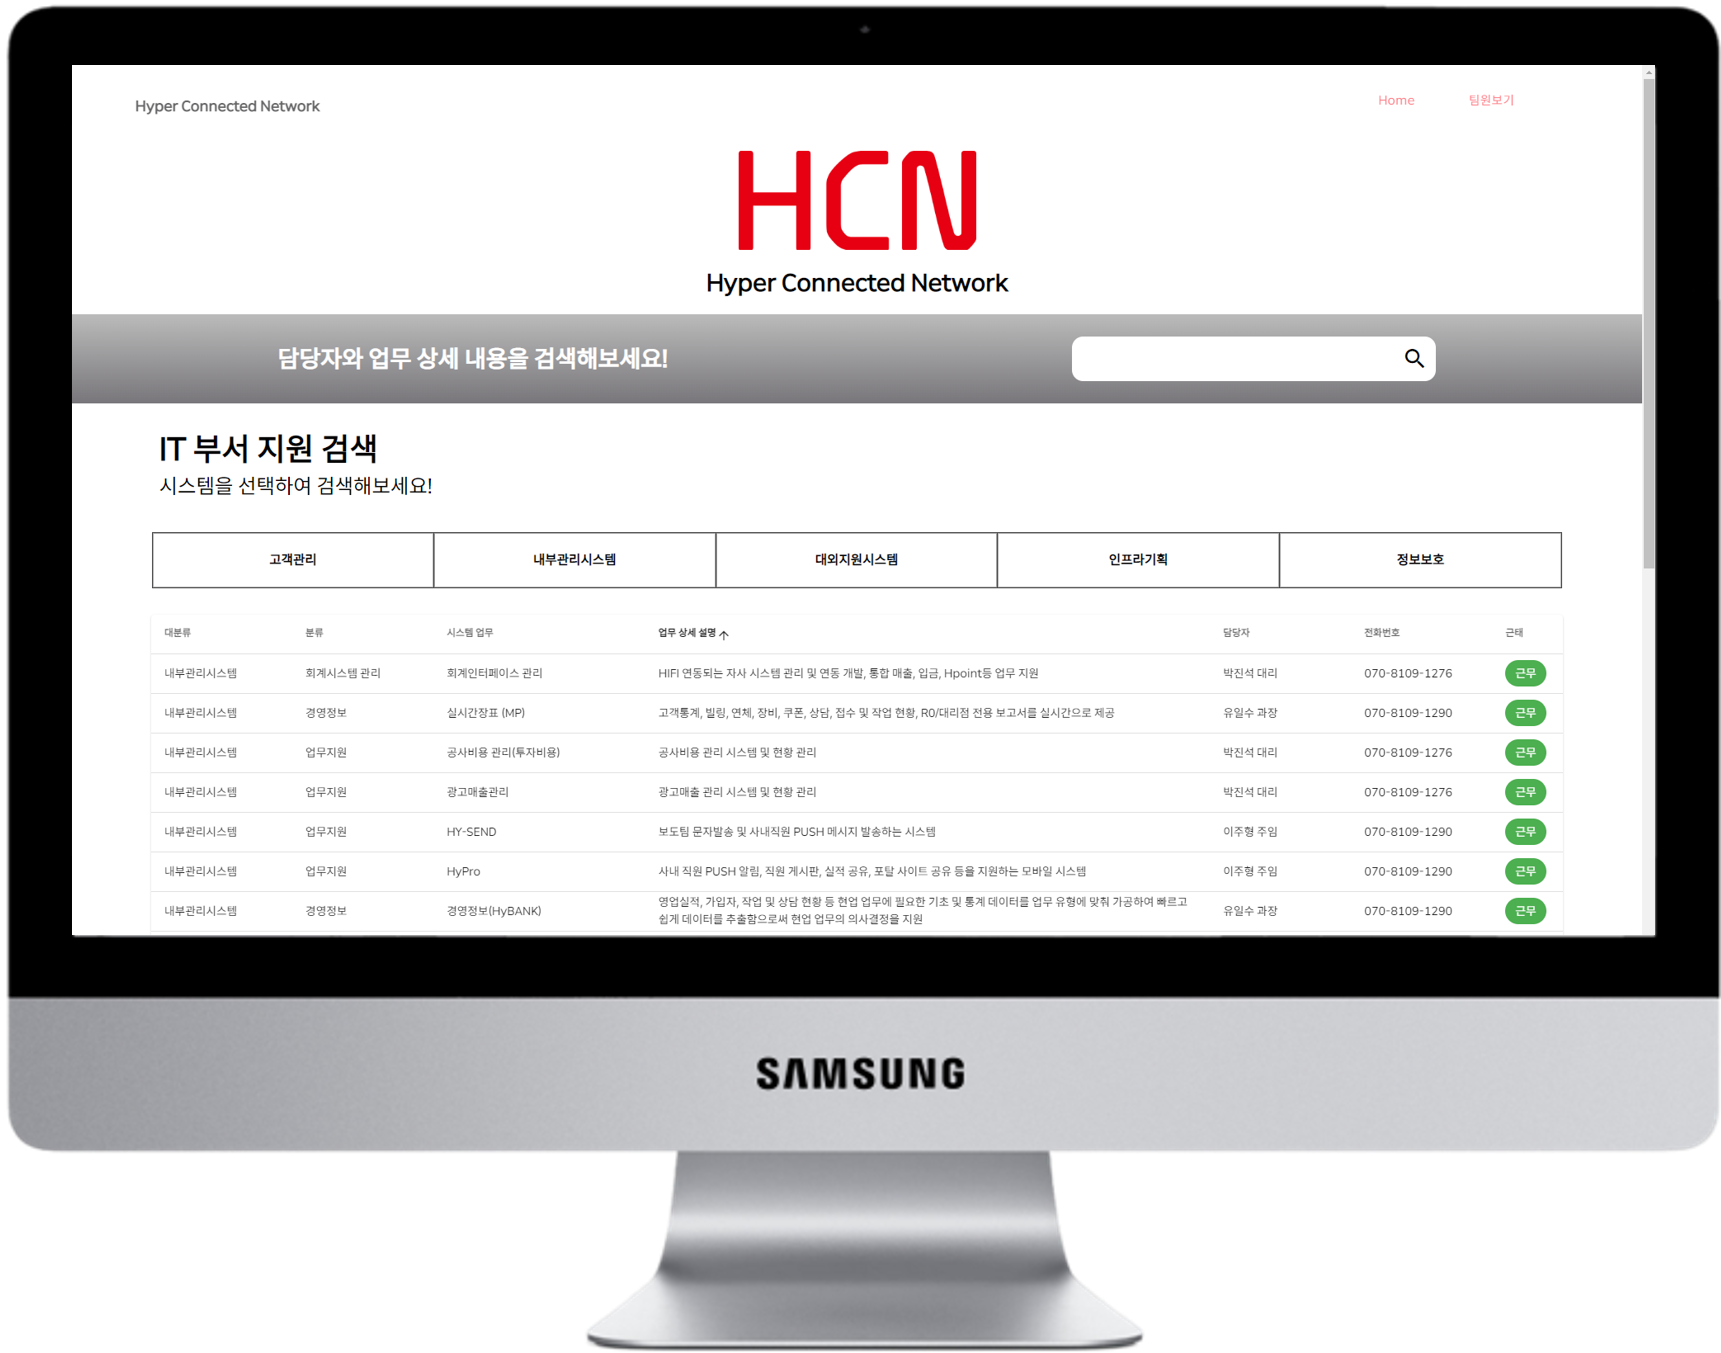 Hyper Connected Network
Home 팀원보기
HCN
Hyper Connected Network
담당자와 업무 상세 내용을 검색해보세요!
IT 부서 지원 검색
시스템을 선택하여 검색해보세요!
고객관리 내부관리시스템 대외지원시스템 인프라기획 정보보호
대분류 분류 시스템 업무 업무 상세 설명 담당자 전화번호 근태
내부관리시스템 회계시스템 관리 회계인터페이스 관리 HIFI 연동되는 자사 시스템 관리 및 연동 개발, 통합 매출, 입금, Hpoint등 업무 지원 박진석 대리 070-8109-1276 근무
내부관리시스템 경영정보 실시간장표 (MP) 고객통계, 빌링, 연체, 장비, 쿠폰, 상담, 접수 및 작업 현황, R0/대리점 전용 보고서를 실시간으로 제공 유일수 과장 070-8109-1290 근무
내부관리시스템 업무지원 공사비용 관리(투자비용) 공사비용 관리 시스템 및 현황 관리 박진석 대리 070-8109-1276 근무
내부관리시스템 업무지원 광고매출관리 광고매출 관리 시스템 및 현황 관리 박진석 대리 070-8109-1276 근무
내부관리시스템 업무지원 HY-SEND 보도팀 문자발송 및 사내직원 PUSH 메시지 발송하는 시스템 이주형 주임 070-8109-1290 근무
내부관리시스템 업무지원 HyPro 사내 직원 PUSH 알림, 직원 게시판, 실적 공유, 포탈 사이트 공유 등을 지원하는 모바일 시스템 이주형 주임 070-8109-1290 근무
내부관리시스템 경영정보 경영정보(HyBANK) 영업실적, 가입자, 작업 및 상담 현황 등 현업 업무에 필요한 기초 및 통계 데이터를 업무 유형에 맞춰 가공하여 빠르고 유일수 과장 070-8109-1290 근무
쉽게 데이터를 추출함으로써 현업 업무의 의사결정을 지원
SAMSUNG